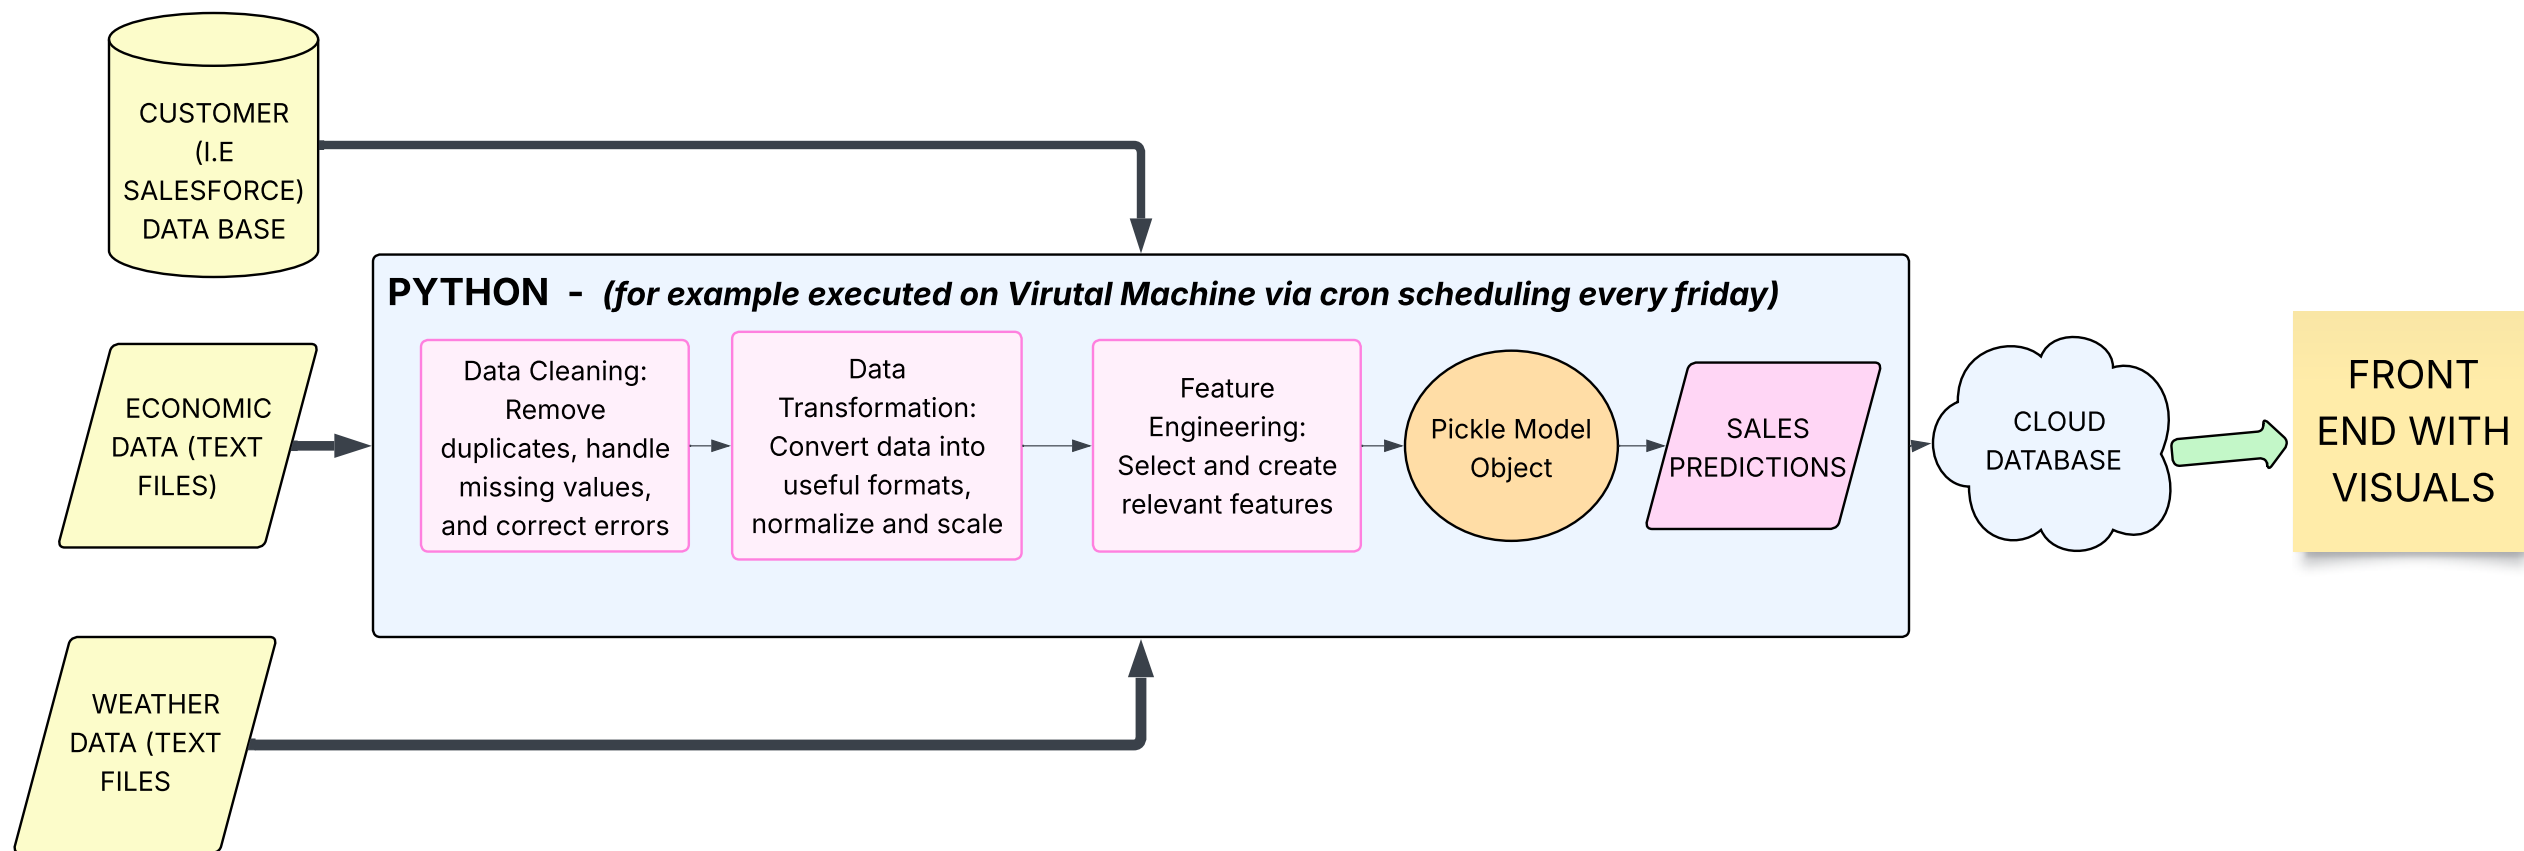 CUSTOMER
(I.E
SALESFORCE)
DATA BASE
PYTHON - (for example executed on Virutal Machine via cron scheduling every friday)
ECONOMIC
DATA (TEXT
FILES)
Data Cleaning:
Remove
duplicates, handle
missing values,
and correct errors
Data
Transformation:
Convert data into
useful formats,
normalize and scale
Feature
Engineering:
Select and create
relevant features
Pickle Model
Object
SALES
PREDICTIONS
CLOUD
DATABASE
FRONT
END WITH
VISUALS
WEATHER
DATA (TEXT
FILES